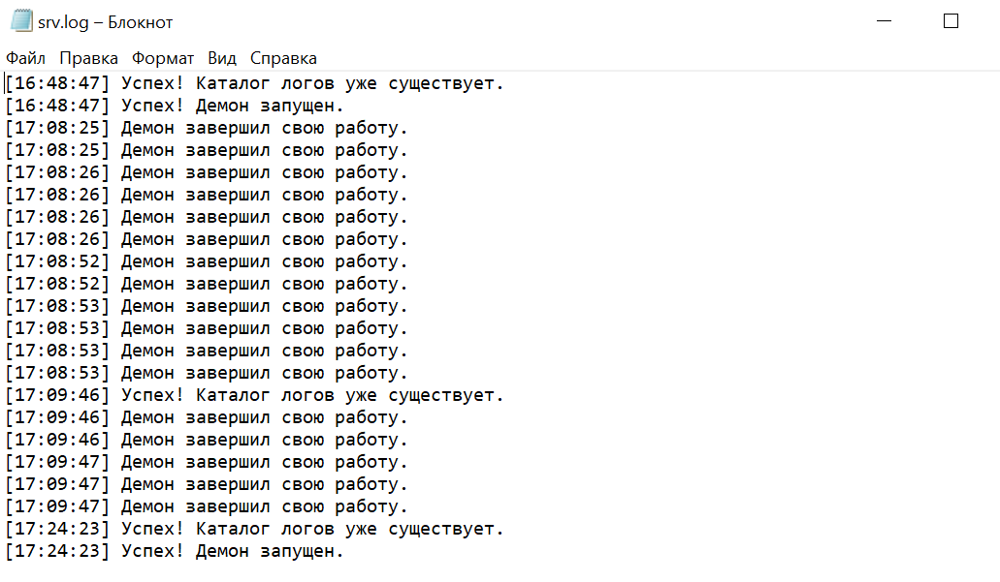 srv.log – Блокнот
Файл Правка Формат Вид Справка
[16:48:47] Успех! Каталог логов уже существует.
[16:48:47] Успех! Демон запущен.
[17:08:25] Демон завершил свою работу.
[17:08:25] Демон завершил свою работу.
[17:08:26] Демон завершил свою работу.
[17:08:26] Демон завершил свою работу.
[17:08:26] Демон завершил свою работу.
[17:08:26] Демон завершил свою работу.
[17:08:52] Демон завершил свою работу.
[17:08:52] Демон завершил свою работу.
[17:08:53] Демон завершил свою работу.
[17:08:53] Демон завершил свою работу.
[17:08:53] Демон завершил свою работу.
[17:08:53] Демон завершил свою работу.
[17:09:46] Успех! Каталог логов уже существует.
[17:09:46] Демон завершил свою работу.
[17:09:46] Демон завершил свою работу.
[17:09:47] Демон завершил свою работу.
[17:09:47] Демон завершил свою работу.
[17:09:47] Демон завершил свою работу.
[17:24:23] Успех! Каталог логов уже существует.
[17:24:23] Успех! Демон запущен.